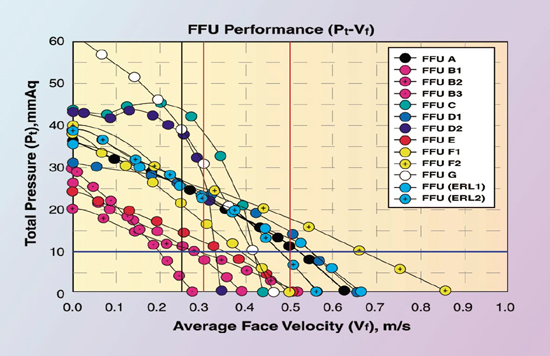 FFU Performance (Pt-Vf)
Total Pressure (Pt),mmAq
60
50
40
30
20
10
0
0
0.1
0.2
0.3
0.4
0.5
0.6
0.7
0.8
0.9
1.0
Average Face Velocity (Vf), m/s
FFU A
FFU B1
FFU B2
FFU B3
FFU C
FFU D1
FFU D2
FFU E
FFU F1
FFU F2
FFU G
FFU (ERL1)
FFU (ERL2)